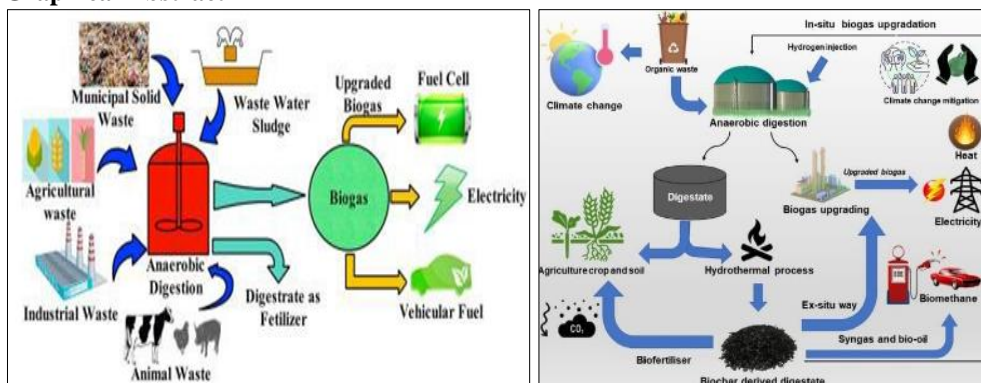 Graphical Abstract
Municipal Solid
Waste
Waste Water
Sludge
Agricultural
waste
Industrial Waste
Anaerobic
Digestion
Animal Waste
Digestrate as
Fetilizer
Biogas
Upgraded
Biogas
Fuel Cell
Electricity
Vehicular Fuel
In-situ biogas upgradation
Hydrogen injection
Organic waste
Climate change
Climate change mitigation
Anaerobic digestion
Heat
Digestate
Upgraded biogas
Biogas upgrading
Electricity
Agriculture crop and soil
Hydrothermal process
CO₂
Ex-situ way
Biomethane
Syngas and bio-oil
Biofertiliser
Biochar derived digestate